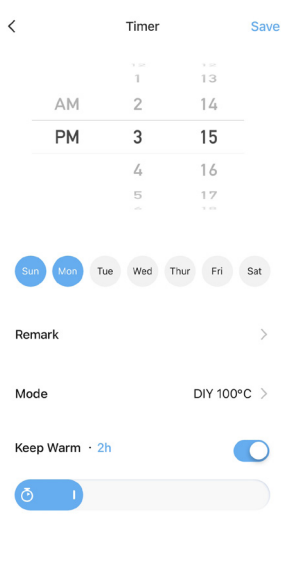 Timer Save
1 13
AM 2 14
PM 3 15
4 16
5 17
Sun Mon Tue Wed Thur Fri Sat
Remark
Mode DIY 100°C
Keep Warm · 2h